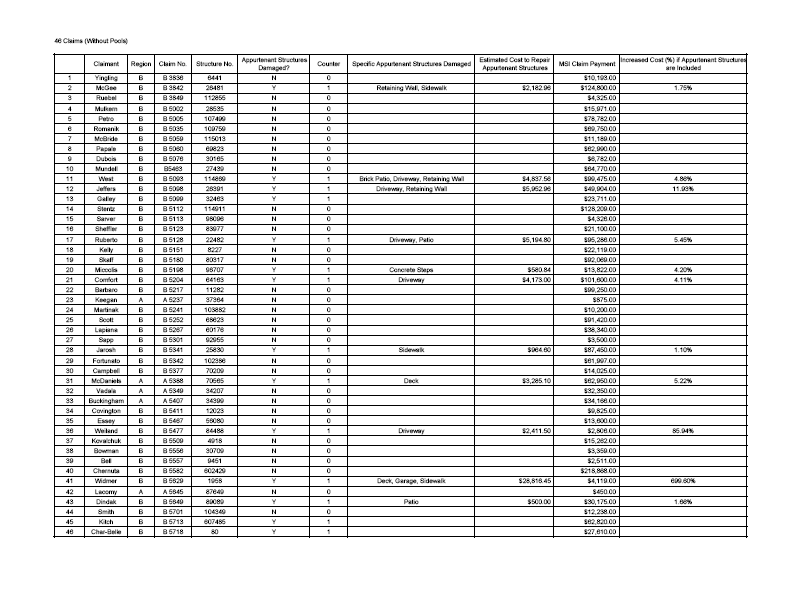 46 Claims (Without Pools)
Claimant Region Claim No. Structure No. Appurtenant Structures Damaged? Counter Specific Appurtenant Structures Damaged Estimated Cost to Repair Appurtenant Structures MSI Claim Payment Increased Cost (%) if Appurtenant Structures are Included
1 Yingling B B 3836 6441 N 0 $10,193.00
2 McGee B B 3842 26481 Y 1 Retaining Wall, Sidewalk $2,182.96 $124,800.00 1.75%
3 Ruebel B B 3849 112855 N 0 $4,325.00
4 Mulkern B B 5002 26535 N 0 $15,971.00
5 Petro B B 5005 107499 N 0 $78,782.00
6 Romanik B B 5035 109759 N 0 $69,750.00
7 McBride B B 5059 115013 N 0 $11,189.00
8 Papale B B 5060 69823 N 0 $62,990.00
9 Dubois B B 5076 30165 N 0 $6,782.00
10 Mundell B B5463 27439 N 0 $64,770.00
11 West B B 5093 114869 Y 1 Brick Patio, Driveway, Retaining Wall $4,837.56 $99,475.00 4.86%
12 Jeffers B B 5098 26391 Y 1 Driveway, Retaining Wall $5,952.96 $49,904.00 11.93%
13 Galley B B 5099 32463 Y 1 $23,711.00
14 Stentz B B 5112 114911 N 0 $128,209.00
15 Sarver B B 5113 96096 N 0 $4,326.00
16 Sheffler B B 5123 83977 N 0 $21,100.00
17 Ruberto B B 5128 22482 Y 1 Driveway, Patio $5,194.80 $95,286.00 5.45%
18 Kelly B B 5151 8227 N 0 $22,119.00
19 Skaff B B 5180 80317 N 0 $92,069.00
20 Miccolis B B 5198 96707 Y 1 Concrete Steps $580.84 $13,822.00 4.20%
21 Comfort B B 5204 64163 Y 1 Driveway $4,173.00 $101,600.00 4.11%
22 Barbaro B B 5217 11282 N 0 $99,250.00
23 Keegan A A 5237 37364 N 0 $875.00
24 Martinak B B 5241 103882 N 0 $10,200.00
25 Scott B B 5252 68623 N 0 $91,420.00
26 Lapiana B B 5267 60176 N 0 $38,340.00
27 Sapp B B 5301 92955 N 0 $3,500.00
28 Jarosh B B 5341 25830 Y 1 Sidewalk $964.60 $87,450.00 1.10%
29 Fortunato B B 5342 102386 N 0 $61,997.00
30 Campbell B B 5377 70209 N 0 $14,025.00
31 McDaniels A A 5388 70565 Y 1 Deck $3,285.10 $62,950.00 5.22%
32 Vadala A A 5349 34207 N 0 $32,350.00
33 Buckingham A A 5407 34399 N 0 $34,166.00
34 Covington B B 5411 12023 N 0 $9,825.00
35 Essey B B 5467 56080 N 0 $13,600.00
36 Weiland B B 5477 84488 Y 1 Driveway $2,411.50 $2,806.00 85.94%
37 Kovalchuk B B 5509 4918 N 0 $15,262.00
38 Bowman B B 5556 30709 N 0 $3,359.00
39 Bell B B 5557 9451 N 0 $2,511.00
40 Chernuta B B 5582 602429 N 0 $218,868.00
41 Widmer B B 5629 1958 Y 1 Deck, Garage, Sidewalk $28,816.45 $4,119.00 699.60%
42 Lacomy A A 5645 87649 N 0 $450.00
43 Dindak B B 5649 89089 Y 1 Patio $500.00 $30,175.00 1.66%
44 Smith B B 5701 104349 N 0 $12,238.00
45 Kitch B B 5713 607485 Y 1 $62,820.00
46 Char-Belle B B 5718 80 Y 1 $27,610.00